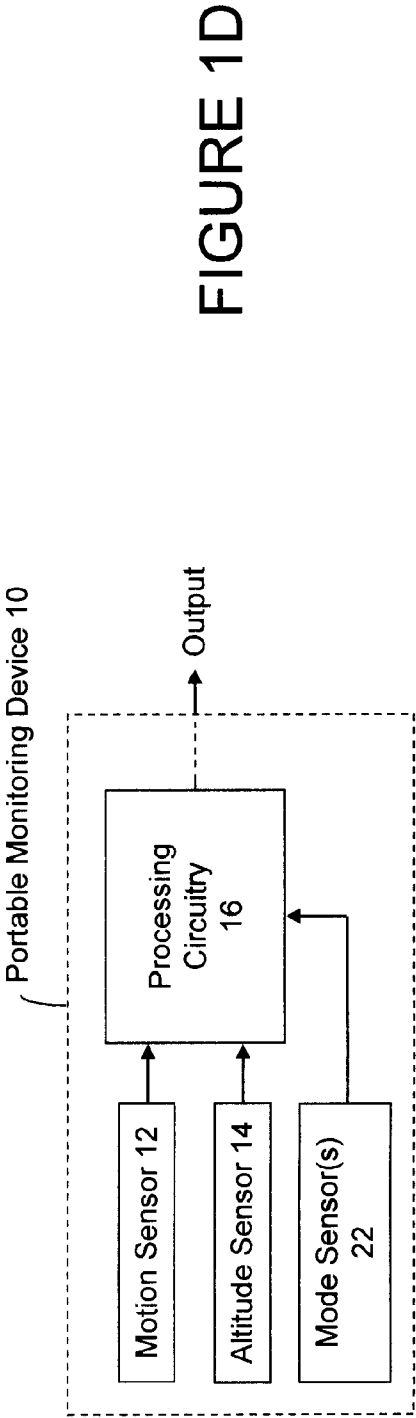 Portable Monitoring Device 10
Motion Sensor 12
Altitude Sensor 14
Mode Sensor(s)
22
Processing
Circuitry
16
Output
FIGURE 1D